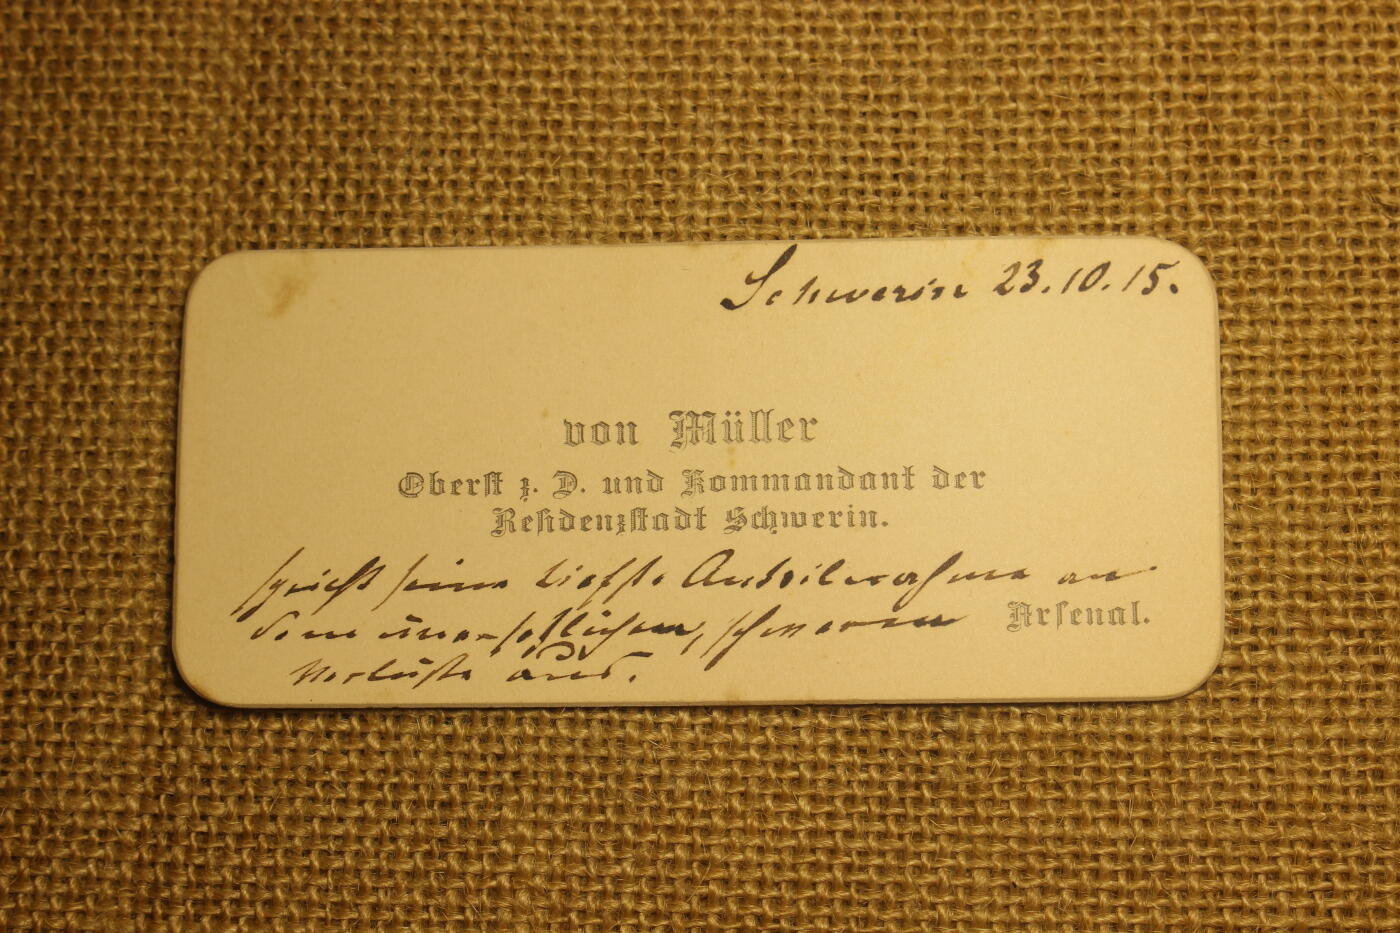 Schwerin 23.10.15.
von Müller
Oberst z. D. und Kommandant der
Residenzstadt Schwerin.
spricht seine tiefste Antheilnahme an
dem unersetzlichen, schweren
Arsenal.
Verluste aus.